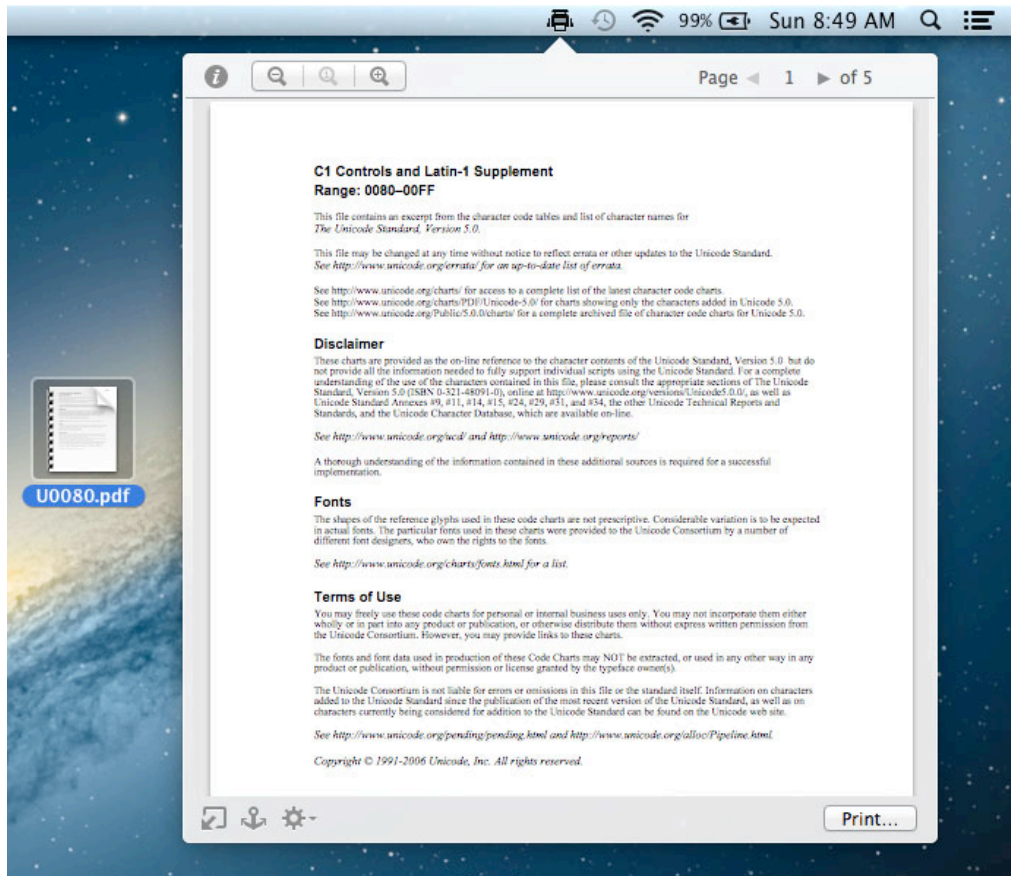 99% Sun 8:49 AM
Page 1 of 5
C1 Controls and Latin-1 Supplement
Range: 0080–00FF
This file contains an excerpt from the character code tables and list of character names for
The Unicode Standard, Version 5.0.
This file may be changed at any time without notice to reflect errata or other updates to the Unicode Standard.
See http://www.unicode.org/errata/ for an up-to-date list of errata.
See http://www.unicode.org/charts/ for access to a complete list of the latest character code charts.
See http://www.unicode.org/charts/PDF/Unicode-5.0/ for charts showing only the characters added in Unicode 5.0.
See http://www.unicode.org/Public/5.0.0/charts/ for a complete archived file of character code charts for Unicode 5.0.
Disclaimer
These charts are provided as the on-line reference to the character contents of the Unicode Standard, Version 5.0 but do
not provide all the information needed to fully support individual scripts using the Unicode Standard. For a complete
understanding of the use of the characters contained in this file, please consult the appropriate sections of The Unicode
Standard, Version 5.0 (ISBN 0-321-48091-0), online at http://www.unicode.org/versions/Unicode5.0.0/, as well as
Unicode Standard Annexes #9, #11, #14, #15, #24, #29, #31, and #34, the other Unicode Technical Reports and
Standards, and the Unicode Character Database, which are available on-line.
See http://www.unicode.org/ucd/ and http://www.unicode.org/reports/
A thorough understanding of the information contained in these additional sources is required for a successful
implementation.
Fonts
The shapes of the reference glyphs used in these code charts are not prescriptive. Considerable variation is to be expected
in actual fonts. The particular fonts used in these charts were provided to the Unicode Consortium by a number of
different font designers, who own the rights to the fonts.
See http://www.unicode.org/charts/fonts.html for a list.
Terms of Use
You may freely use these code charts for personal or internal business uses only. You may not incorporate them either
wholly or in part into any product or publication, or otherwise distribute them without express written permission from
the Unicode Consortium. However, you may provide links to these charts.
The fonts and font data used in production of these Code Charts may NOT be extracted, or used in any other way in any
product or publication, without permission or license granted by the typeface owner(s).
The Unicode Consortium is not liable for errors or omissions in this file or the standard itself. Information on characters
added to the Unicode Standard since the publication of the most recent version of the Unicode Standard, as well as on
characters currently being considered for addition to the Unicode Standard can be found on the Unicode web site.
See http://www.unicode.org/pending/pending.html and http://www.unicode.org/alloc/Pipeline.html.
Copyright © 1991-2006 Unicode, Inc. All rights reserved.
U0080.pdf
Print...